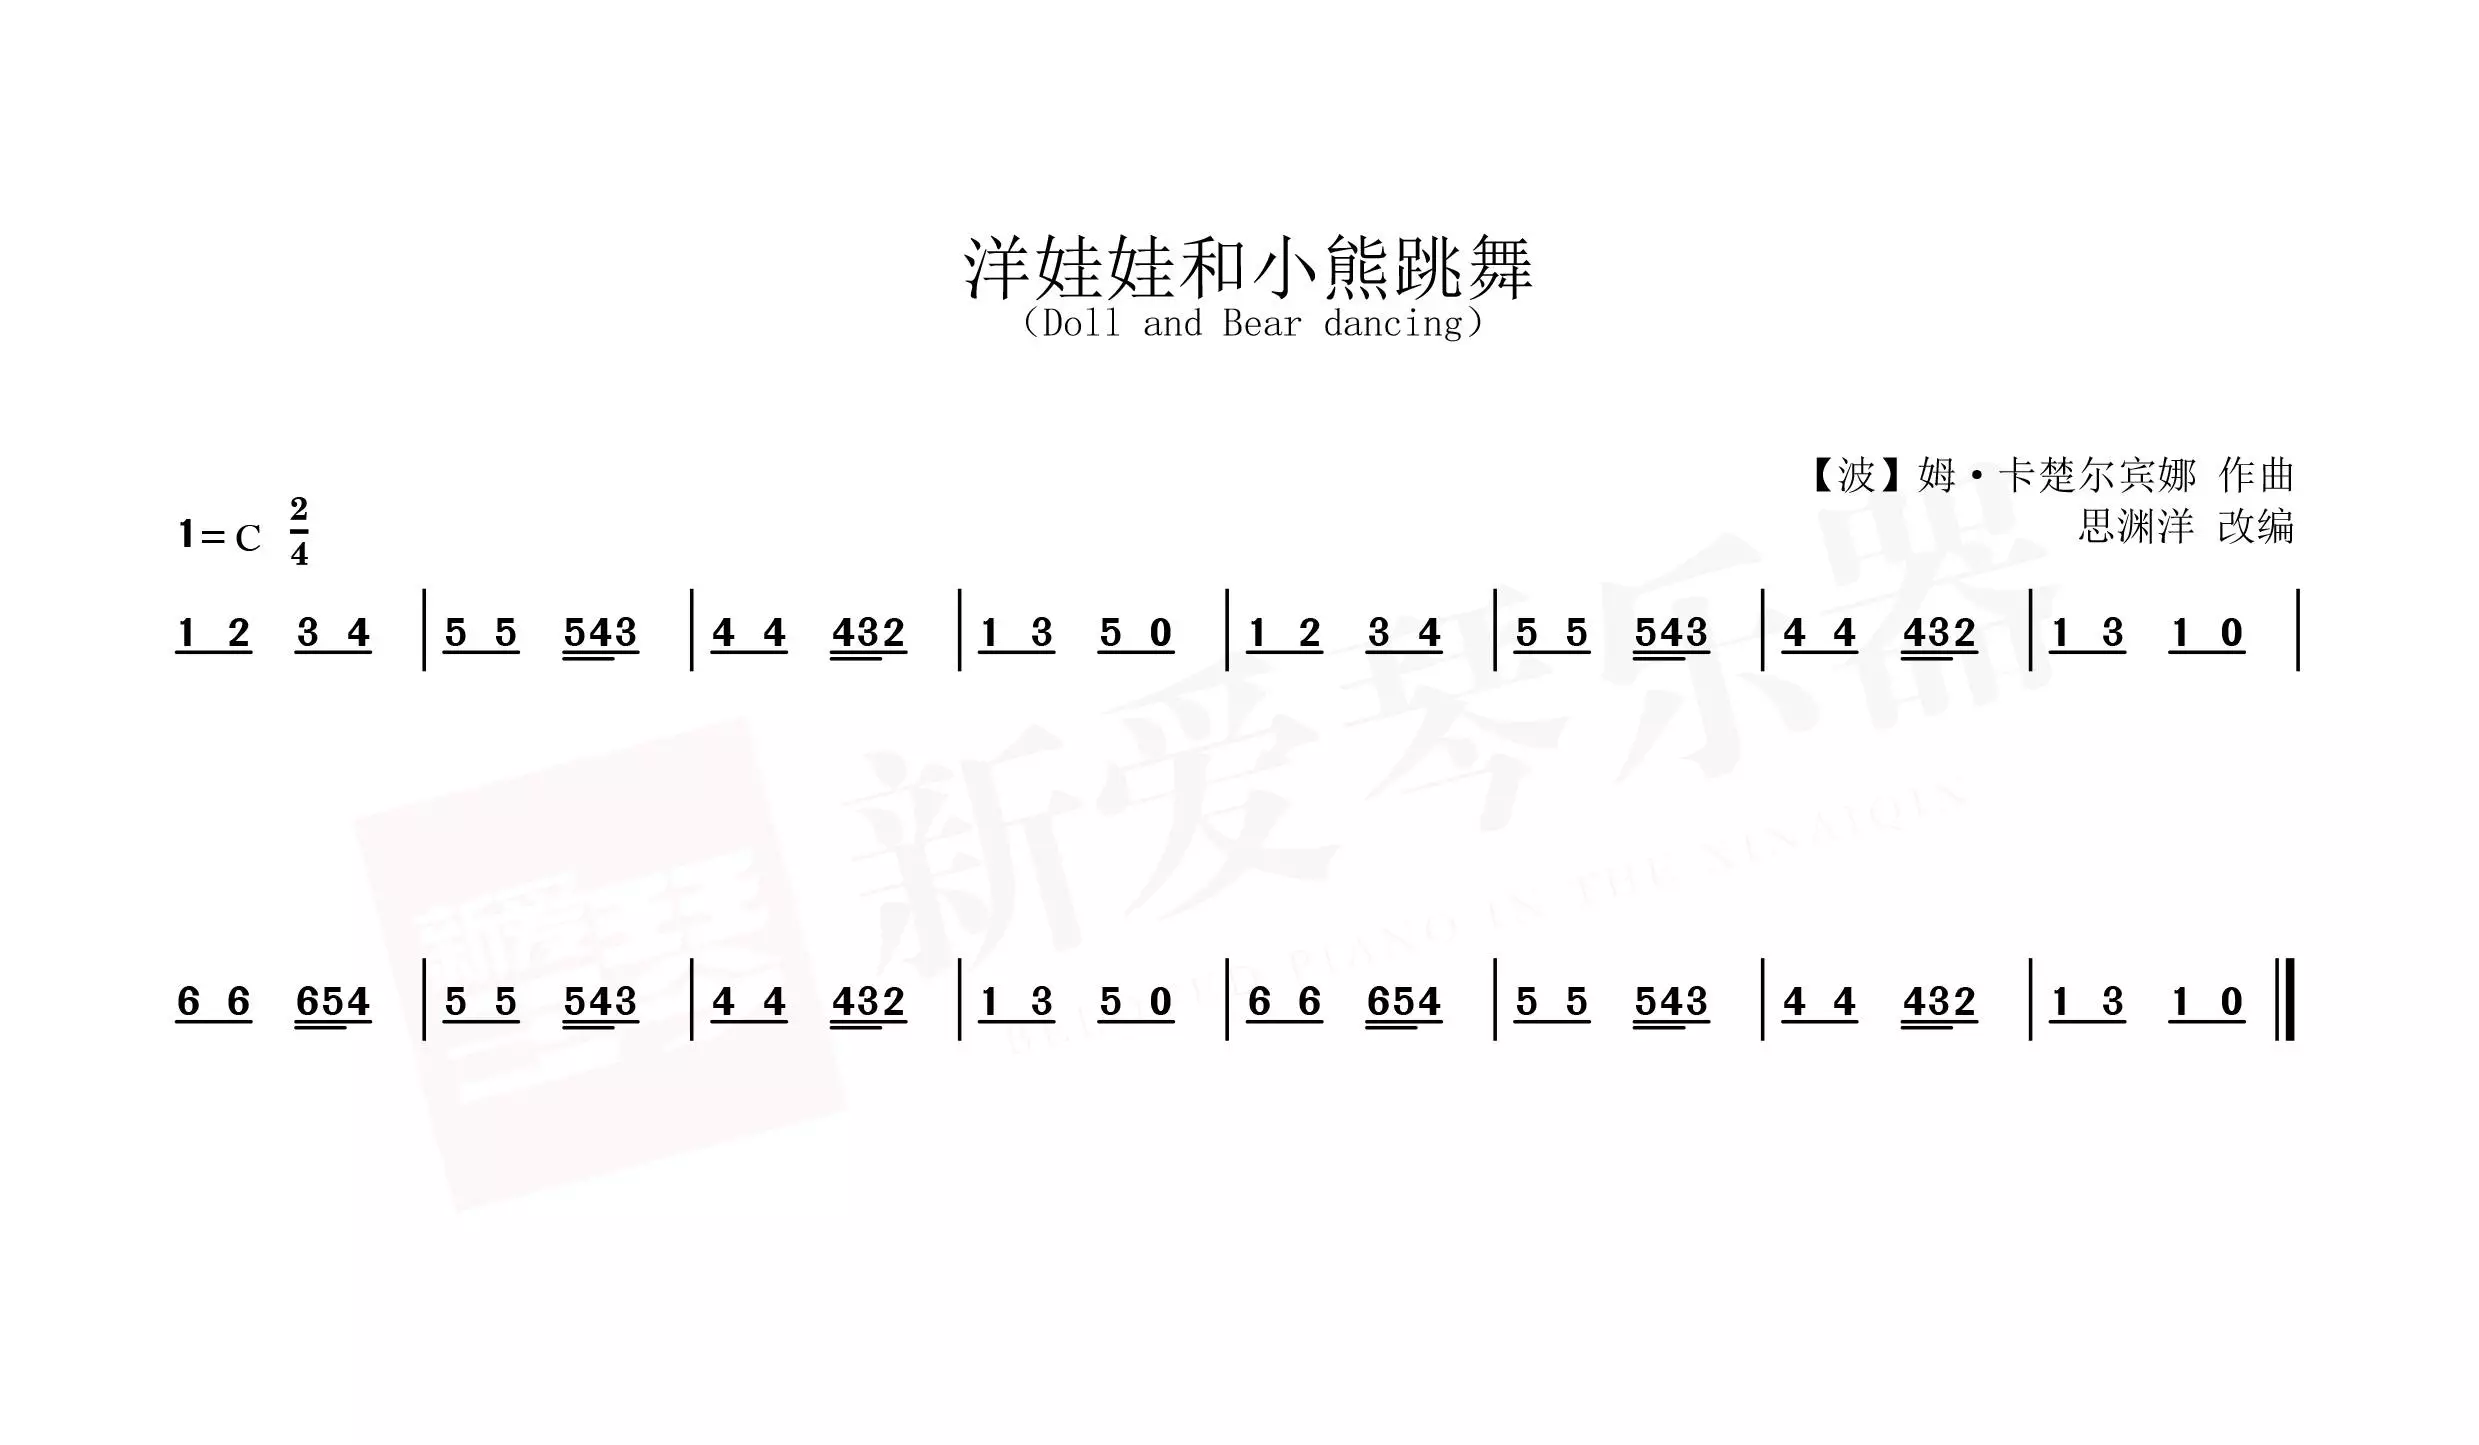 洋娃娃和小熊跳舞
（Doll and Bear dancing）
【波】姆·卡楚尔宾娜 作曲
1=C 2/4
思渊洋 改编
1 2 3 4 | 5 5 543 | 4 4 432 | 1 3 5 0 | 1 2 3 4 | 5 5 543 | 4 4 432 | 1 3 1 0 |
新爱琴乐器
6 6 654 | 5 5 543 | 4 4 432 | 1 3 5 0 | 6 6 654 | 5 5 543 | 4 4 432 | 1 3 1 0 ‖
新爱琴